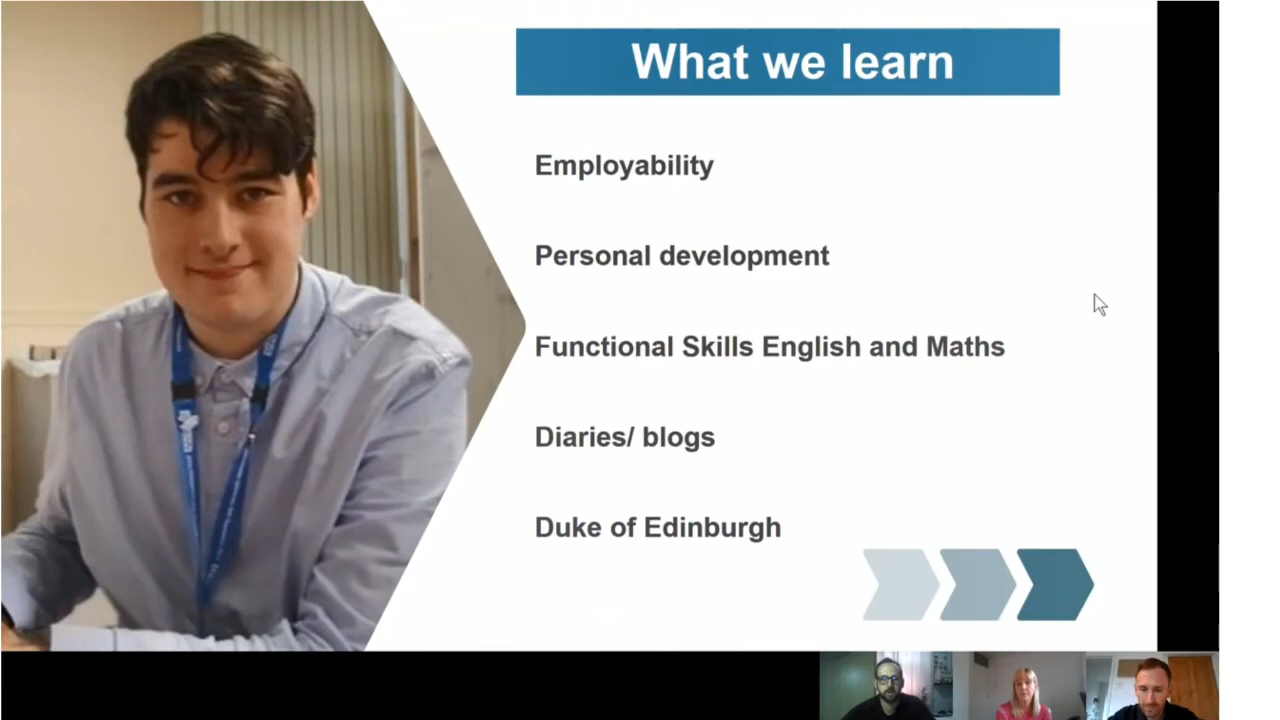 What we learn
Employability
Personal development
Functional Skills English and Maths
Diaries/ blogs
Duke of Edinburgh